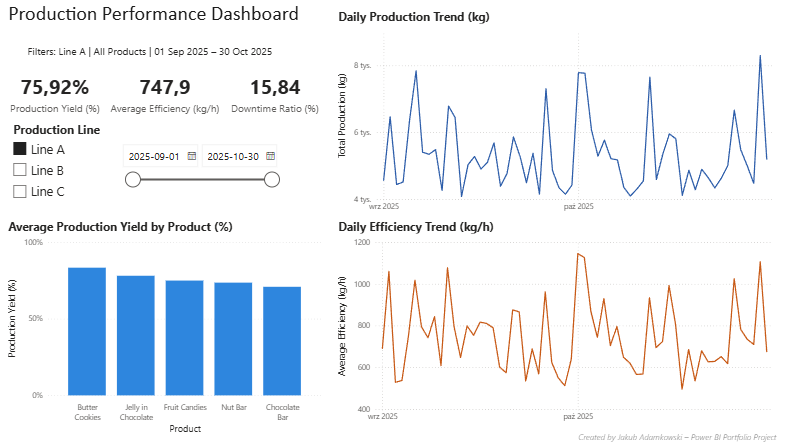 Production Performance Dashboard
Filters: Line A | All Products | 01 Sep 2025 – 30 Oct 2025
75,92%
Production Yield (%)
747,9
Average Efficiency (kg/h)
15,84
Downtime Ratio (%)
Production Line
Line A
Line B
Line C
2025-09-01
2025-10-30
Daily Production Trend (kg)
Total Production (kg)
8 tys.
6 tys.
4 tys.
wrz 2025
paź 2025
Average Production Yield by Product (%)
Production Yield (%)
100%
50%
0%
Butter
Cookies
Jelly in
Chocolate
Fruit Candies
Nut Bar
Chocolate
Bar
Product
Daily Efficiency Trend (kg/h)
Average Efficiency (kg/h)
1200
1000
800
600
400
wrz 2025
paź 2025
Created by Jakub Adamkowski – Power BI Portfolio Project